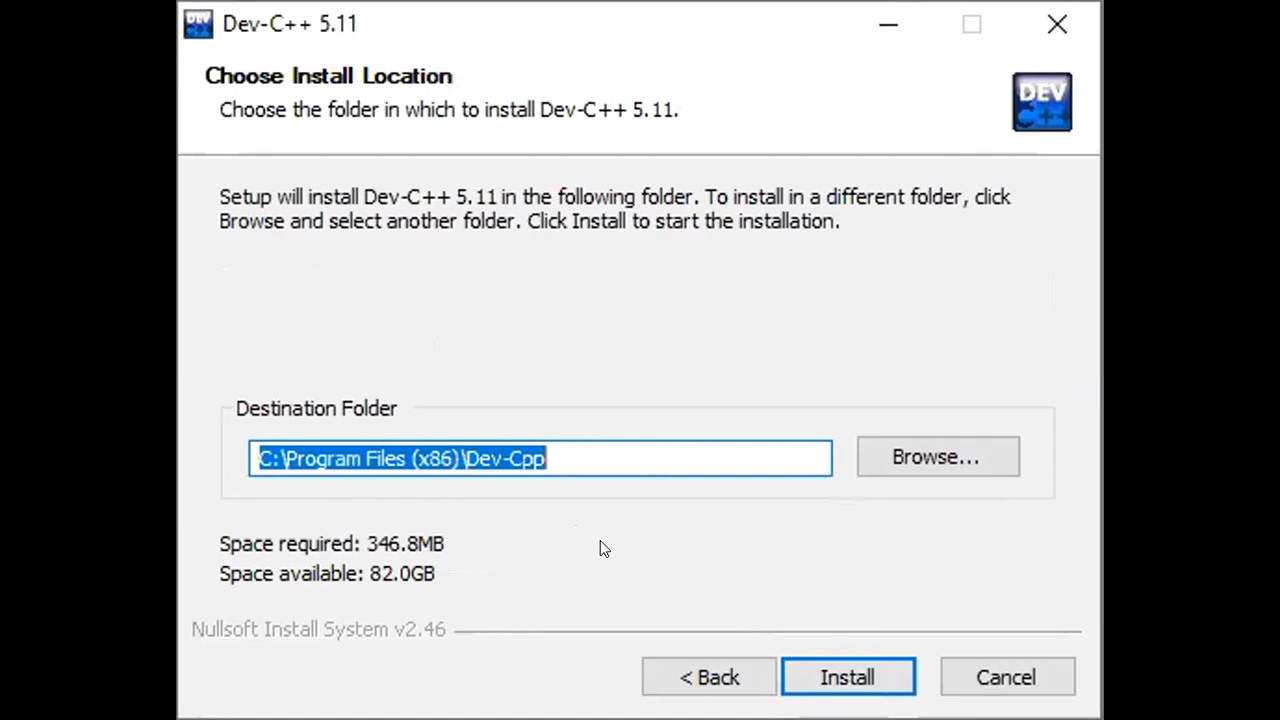 Dev-C++ 5.11
Choose Install Location
Choose the folder in which to install Dev-C++ 5.11.
DEV
C++
Setup will install Dev-C++ 5.11 in the following folder. To install in a different folder, click
Browse and select another folder. Click Install to start the installation.
Destination Folder
C:\Program Files (x86)\Dev-Cpp
Browse...
Space required: 346.8MB
Space available: 82.0GB
Nullsoft Install System v2.46
< Back
Install
Cancel